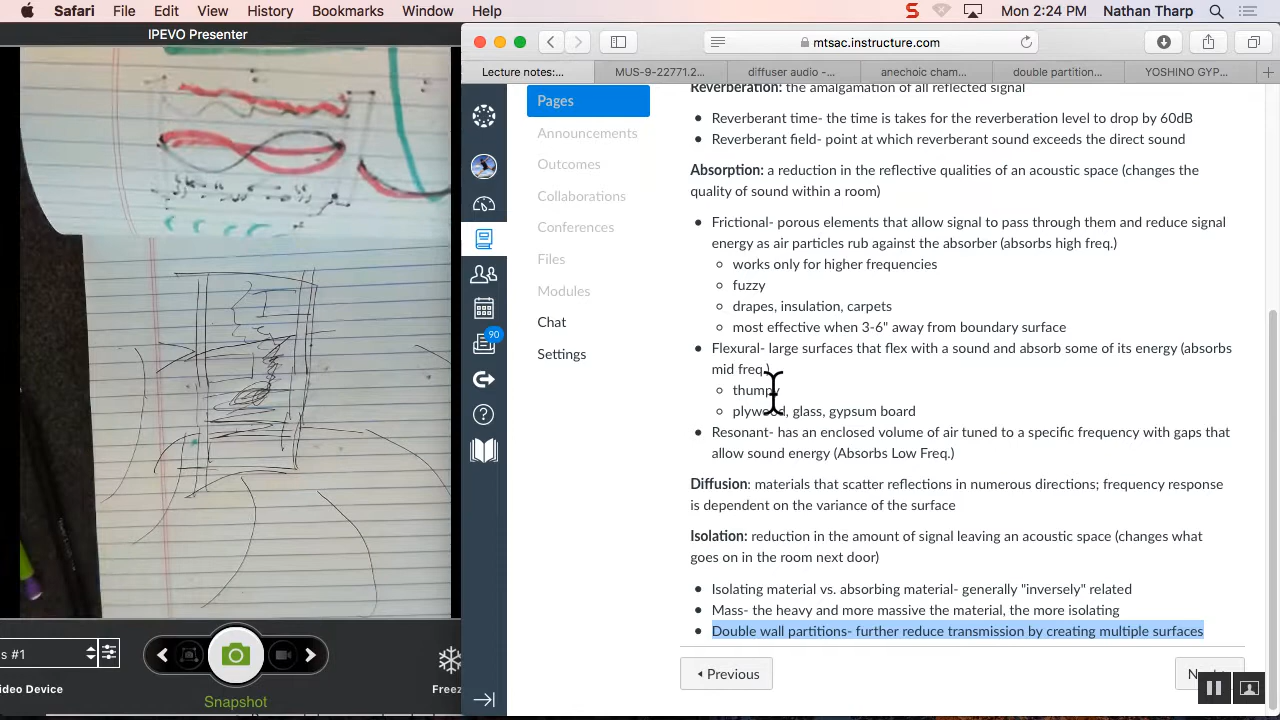 Safari File Edit View History Bookmarks Window Help
Mon 2:24 PM Nathan Tharp
IPEVO Presenter
mtsac.instructure.com
Lecture notes:...
MUS-9-22771.2...
diffuser audio -...
anechoic cham...
double partition...
YOSHINO GYP...
Pages
Announcements
Outcomes
Collaborations
Conferences
Files
Modules
Chat
Settings
90
Reverberation: the amalgamation of all reflected signal
Reverberant time- the time is takes for the reverberation level to drop by 60dB
Reverberant field- point at which reverberant sound exceeds the direct sound
Absorption: a reduction in the reflective qualities of an acoustic space (changes the
quality of sound within a room)
Frictional- porous elements that allow signal to pass through them and reduce signal
energy as air particles rub against the absorber (absorbs high freq.)
works only for higher frequencies
fuzzy
drapes, insulation, carpets
most effective when 3-6" away from boundary surface
Flexural- large surfaces that flex with a sound and absorb some of its energy (absorbs
mid freq.)
thumpy
plywood, glass, gypsum board
Resonant- has an enclosed volume of air tuned to a specific frequency with gaps that
allow sound energy (Absorbs Low Freq.)
Diffusion: materials that scatter reflections in numerous directions; frequency response
is dependent on the variance of the surface
Isolation: reduction in the amount of signal leaving an acoustic space (changes what
goes on in the room next door)
Isolating material vs. absorbing material- generally "inversely" related
Mass- the heavy and more massive the material, the more isolating
Double wall partitions- further reduce transmission by creating multiple surfaces
Previous
s #1
ideo Device
Snapshot
Freez